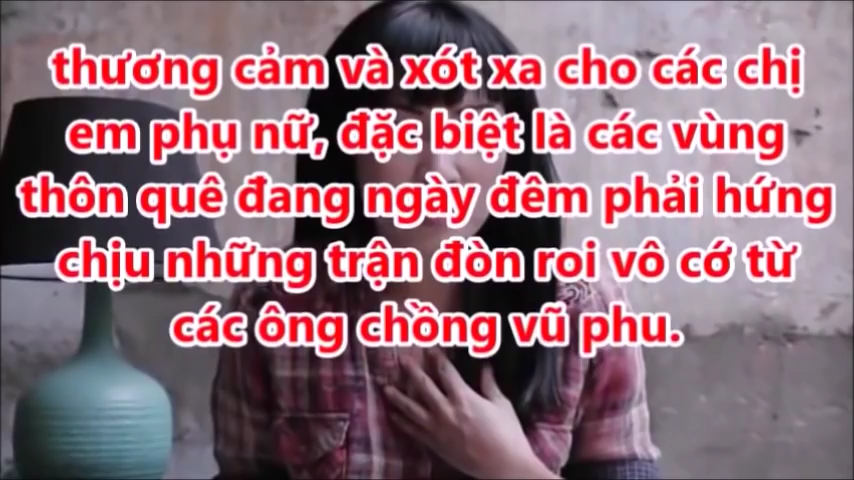 thương cảm và xót xa cho các chị
em phụ nữ, đặc biệt là các vùng
thôn quê đang ngày đêm phải hứng
chịu những trận đòn roi vô cớ từ
các ông chồng vũ phu.